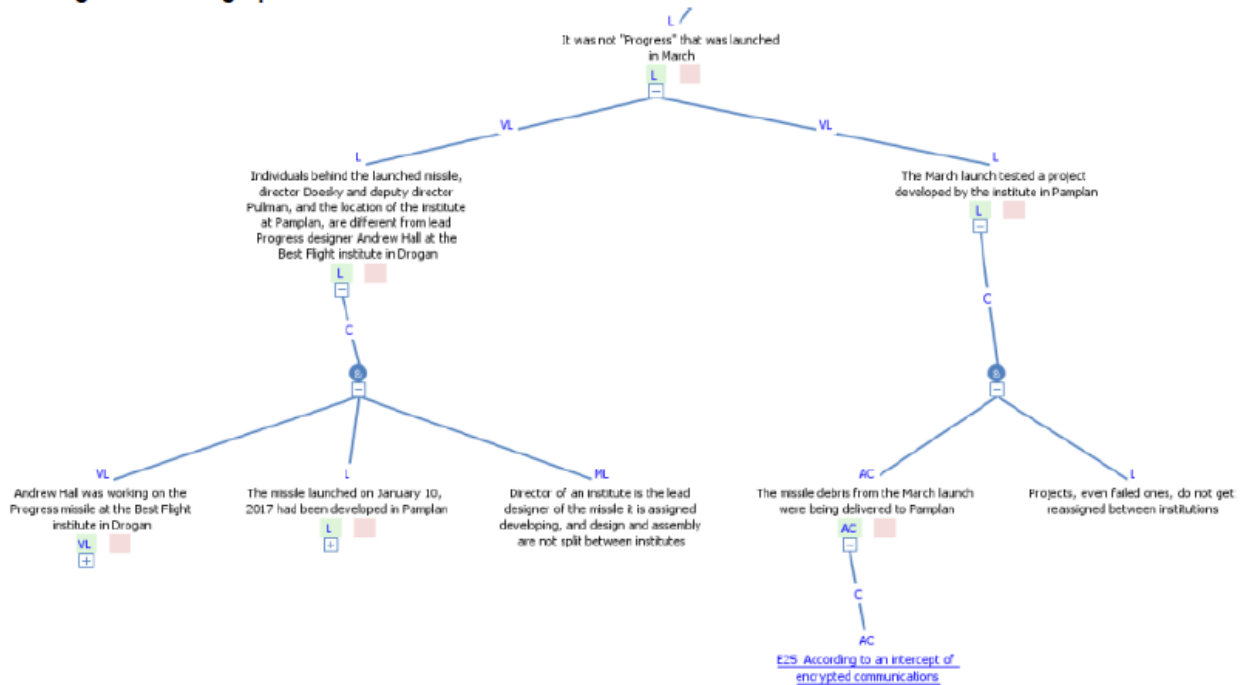 L
It was not "Progress" that was launched
in March
L
VL
VL
L
Individuals behind the launched missile,
director Doesky and deputy director
Pullman, and the location of the institute
at Pamplan, are different from lead
Progress designer Andrew Hall at the
Best Flight institute in Drogan
L
C
&
L
The March launch tested a project
developed by the institute in Pamplan
L
C
&
VL
Andrew Hall was working on the
Progress missile at the Best Flight
institute in Drogan
VL
L
The missile launched on January 10,
2017 had been developed in Pamplan
L
ML
Director of an institute is the lead
designer of the missile it is assigned
developing, and design and assembly
are not split between institutes
AC
The missile debris from the March launch
were being delivered to Pamplan
AC
C
AC
E25 According to an intercept of
encrypted communications
L
Projects, even failed ones, do not get
reassigned between institutions